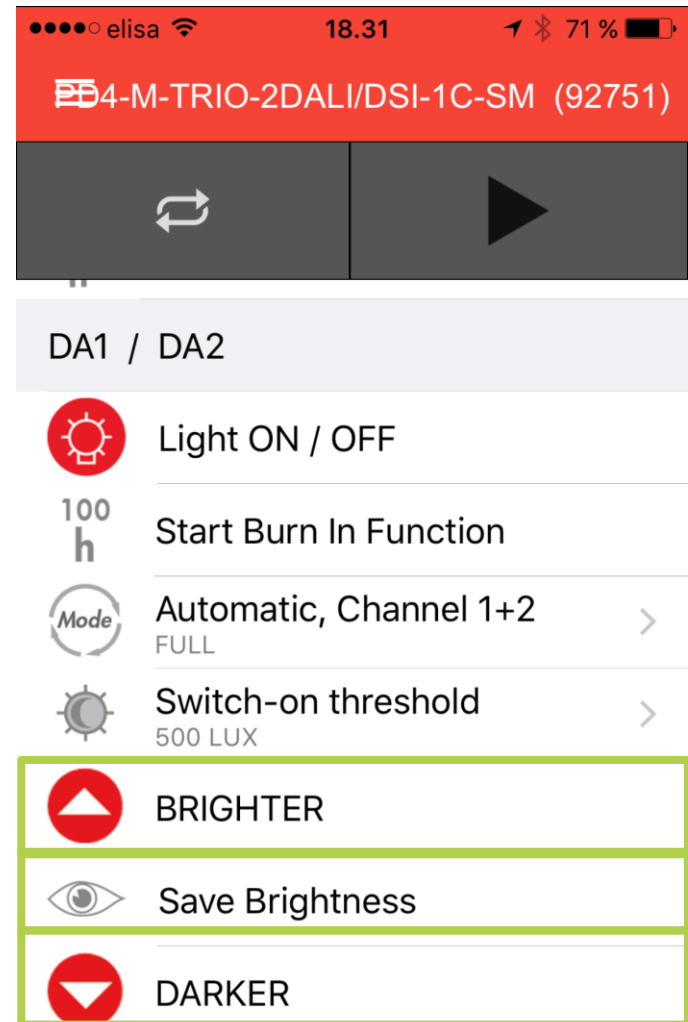 elisa 18.31 71 %
PD4-M-TRIO-2DALI/DSI-1C-SM (92751)
DA1 / DA2
Light ON / OFF
100
h
Start Burn In Function
Mode
Automatic, Channel 1+2
FULL
Switch-on threshold
500 LUX
BRIGHTER
Save Brightness
DARKER